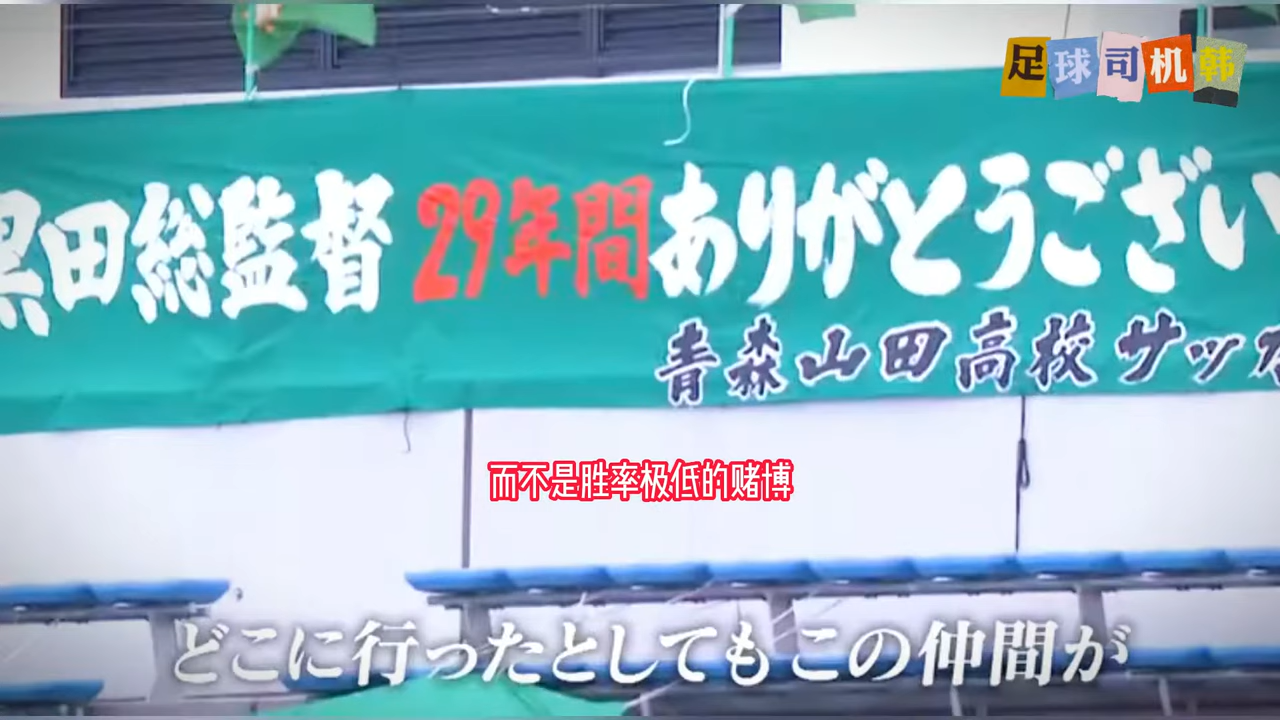 足球司机韩
黒田総監督 29年間ありがとうござい
青森山田高校サッカ
而不是胜率极低的赌博
どこに行ったとしてもこの仲間が